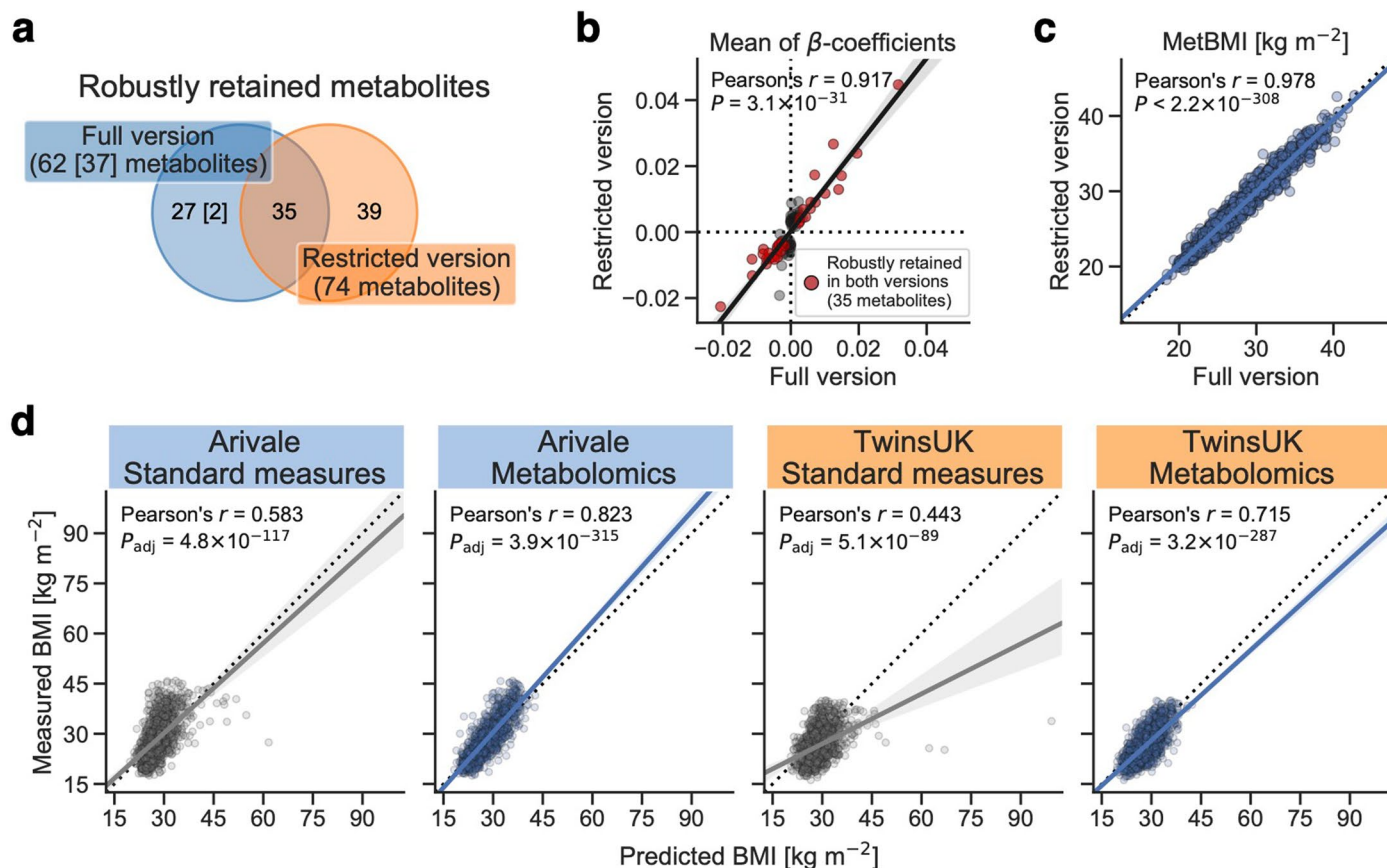 a
Robustly retained metabolites
Full version
(62 [37] metabolites)
27 [2]
35
39
Restricted version
(74 metabolites)
b
Mean of β-coefficients
Pearson's r = 0.917
P = 3.1×10⁻³¹
Restricted version
0.04
0.02
0.00
−0.02
Robustly retained
in both versions
(35 metabolites)
−0.02 0.00 0.02 0.04
Full version
c
MetBMI [kg m⁻²]
Pearson's r = 0.978
P < 2.2×10⁻³⁰⁸
Restricted version
40
30
20
20 30 40
Full version
d
Arivale
Standard measures
Pearson's r = 0.583
Padj = 4.8×10⁻¹¹⁷
Measured BMI [kg m⁻²]
90
75
60
45
30
15
15 30 45 60 75 90
Arivale
Metabolomics
Pearson's r = 0.823
Padj = 3.9×10⁻³¹⁵
15 30 45 60 75 90
TwinsUK
Standard measures
Pearson's r = 0.443
Padj = 5.1×10⁻⁸⁹
15 30 45 60 75 90
TwinsUK
Metabolomics
Pearson's r = 0.715
Padj = 3.2×10⁻²⁸⁷
15 30 45 60 75 90
Predicted BMI [kg m⁻²]